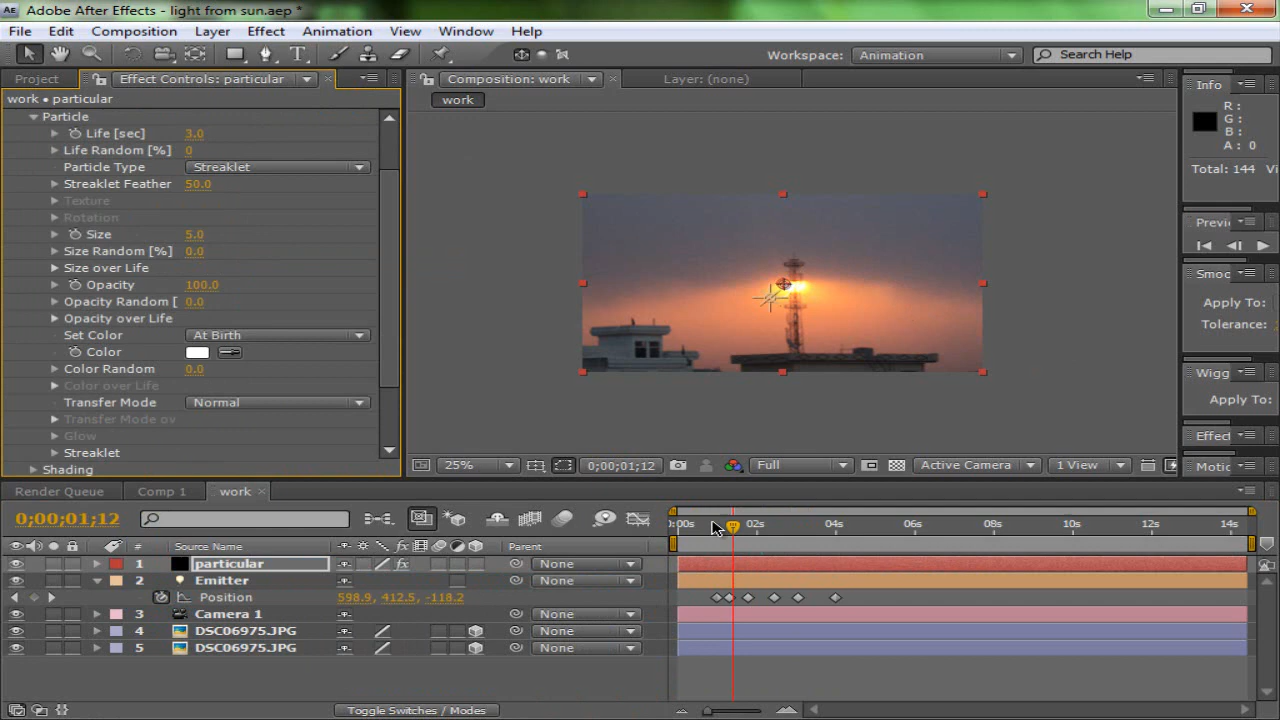 Adobe After Effects - light from sun.aep *
File Edit Composition Layer Effect Animation View Window Help
Workspace: Animation Search Help
Project Effect Controls: particular Composition: work Layer: (none)
work • particular
work
Particle
Life [sec] 3.0
Life Random [%] 0
Particle Type Streaklet
Streaklet Feather 50.0
Texture
Rotation
Size 5.0
Size Random [%] 0.0
Size over Life
Opacity 100.0
Opacity Random [ 0.0
Opacity over Life
Set Color At Birth
Color
Color Random 0.0
Color over Life
Transfer Mode Normal
Transfer Mode ov
Glow
Streaklet
Shading
Info
R :
G :
B :
A : 0
Total: 144 Vi
Previ
Smoo
Apply To:
Tolerance:
Wigg
Apply To:
Effect
Motio
25% 0;00;01;12 Full Active Camera 1 View
Render Queue Comp 1 work
0;00;01;12
:00s 02s 04s 06s 08s 10s 12s 14s
# Source Name Parent
1 particular None
2 Emitter None
Position 598.9, 412.5, -118.2
3 Camera 1 None
4 DSC06975.JPG None
5 DSC06975.JPG None
Toggle Switches / Modes